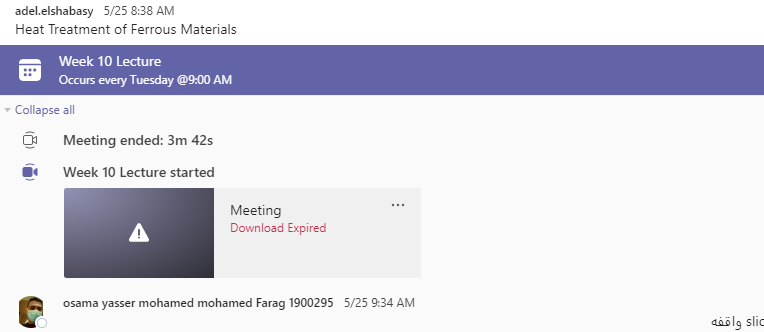 adel.elshabasy 5/25 8:38 AM
Heat Treatment of Ferrous Materials
Week 10 Lecture
Occurs every Tuesday @9:00 AM
Collapse all
Meeting ended: 3m 42s
Week 10 Lecture started
Meeting
Download Expired
osama yasser mohamed mohamed Farag 1900295 5/25 9:34 AM
واقفه